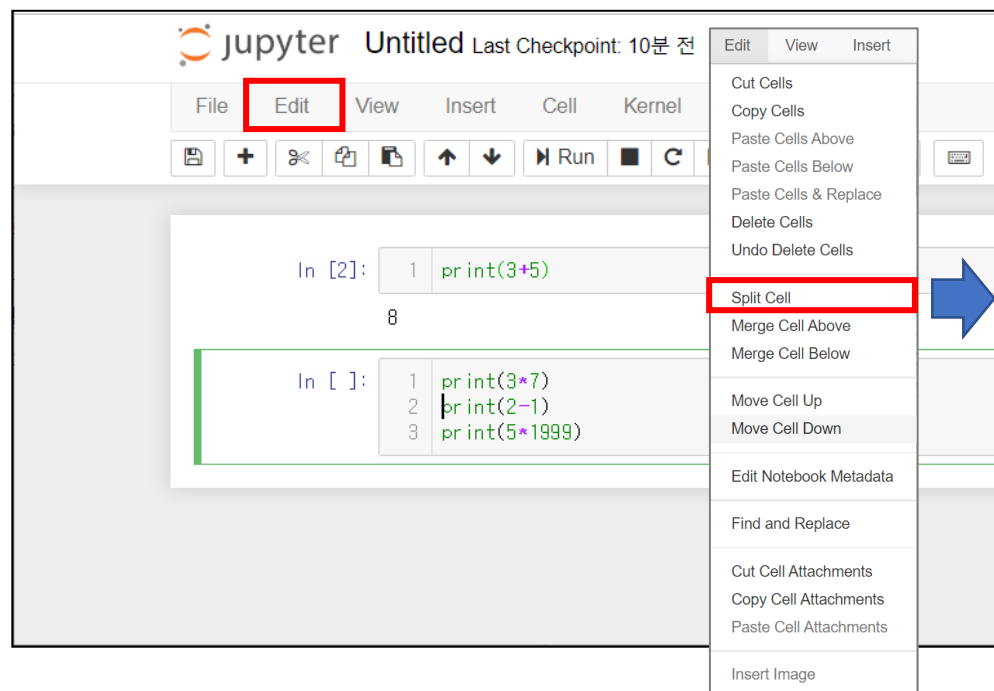 jupyter Untitled Last Checkpoint: 10분 전
File Edit View Insert Cell Kernel
Run
In [2]: 1 print(3+5)
8
In [ ]: 1 print(3*7)
2 print(2-1)
3 print(5*1999)
Edit View Insert
Cut Cells
Copy Cells
Paste Cells Above
Paste Cells Below
Paste Cells & Replace
Delete Cells
Undo Delete Cells
Split Cell
Merge Cell Above
Merge Cell Below
Move Cell Up
Move Cell Down
Edit Notebook Metadata
Find and Replace
Cut Cell Attachments
Copy Cell Attachments
Paste Cell Attachments
Insert Image